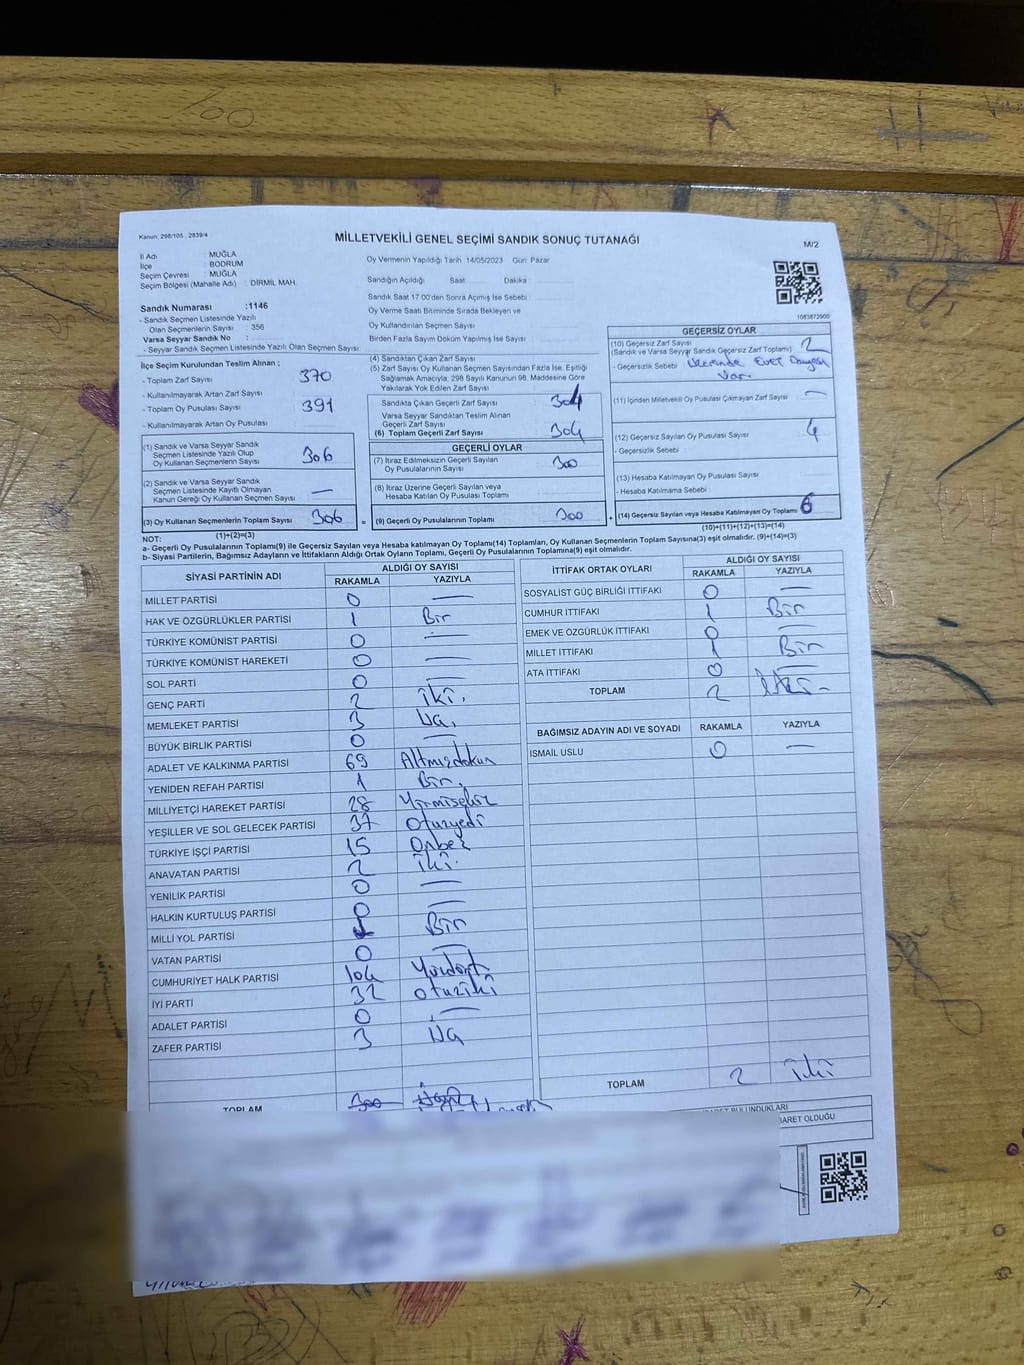 Kanun: 298/105 , 2839/4
MİLLETVEKİLİ GENEL SEÇİMİ SANDIK SONUÇ TUTANAĞI
M/2
İl Adı : MUĞLA
İlçe : BODRUM
Seçim Çevresi : MUĞLA
Seçim Bölgesi (Mahalle Adı) : DIRMIL MAH.
Oy Vermenin Yapıldığı Tarih 14/05/2023 Gün: Pazar
Sandığın Açıldığı Saat Dakika
Sandık Saat 17:00'den Sonra Açımış İse Sebebi
Oy Verme Saati Bitiminde Sırada Bekleyen ve
Oy Kullandırılan Seçmen Sayısı
Birden Fazla Sayım Döküm Yapılmış İse Sayısı
1083872900
Sandık Numarası :1146
- Sandık Seçmen Listesinde Yazılı
Olan Seçmenlerin Sayısı : 356
Varsa Seyyar Sandık No :
- Seyyar Sandık Seçmen Listesinde Yazılı Olan Seçmen Sayısı:
İlçe Seçim Kurulundan Teslim Alınan ;
- Toplam Zarf Sayısı 370
- Kullanılmayarak Artan Zarf Sayısı
- Toplam Oy Pusulası Sayısı 391
- Kullanılmayarak Artan Oy Pusulası
(1) Sandık ve Varsa Seyyar Sandık
Seçmen Listesinde Yazılı Olup
Oy Kullanan Seçmenlerin Sayısı 306
(2) Sandık ve Varsa Seyyar Sandık
Seçmen Listesinde Kayıtlı Olmayan
Kanun Gereği Oy Kullanan Seçmen Sayısı —
(3) Oy Kullanan Seçmenlerin Toplam Sayısı 306
(1)+(2)=(3)
(4) Sandıktan Çıkan Zarf Sayısı
(5) Zarf Sayısı Oy Kullanan Seçmen Sayısından Fazla İse, Eşitliği
Sağlamak Amacıyla, 298 Sayılı Kanunun 98. Maddesine Göre
Yakılarak Yok Edilen Zarf Sayısı
Sandıkta Çıkan Geçerli Zarf Sayısı 304
Varsa Seyyar Sandıktan Teslim Alınan
Geçerli Zarf Sayısı
(6) Toplam Geçerli Zarf Sayısı 304
GEÇERLİ OYLAR
(7) İtiraz Edilmeksizin Geçerli Sayılan
Oy Pusulalarının Sayısı 300
(8) İtiraz Üzerine Geçerli Sayılan veya
Hesaba Katılan Oy Pusulası Toplamı
= (9) Geçerli Oy Pusulalarının Toplamı 300
GEÇERSİZ OYLAR
(10) Geçersiz Zarf Sayısı 2
(Sandık ve Varsa Seyyar Sandık Geçersiz Zarf Toplamı)
- Geçersizlik Sebebi Üzerinde Evet Damgası
Var.
(11) İçinden Milletvekili Oy Pusulası Çıkmayan Zarf Sayısı —
(12) Geçersiz Sayılan Oy Pusulası Sayısı 4
- Geçersizlik Sebebi
(13) Hesaba Katılmayan Oy Pusulası Sayısı
- Hesaba Katılmama Sebebi
+ (14) Geçersiz Sayılan veya Hesaba Katılmayan Oy Toplamı 6
(10)+(11)+(12)+(13)=(14)
NOT:
a- Geçerli Oy Pusulaları Toplamı(9) ile Geçersiz Sayılan veya Hesaba Katılmayan Oy Toplamı(14) Toplamları, Oy Kullanan Seçmenlerin Toplam Sayısına(3) eşit olmalıdır. (9)+(14)=(3)
b- Siyasi Partilerin, Bağımsız Adayların ve İttifakların Aldığı Ortak Oyların Toplamı, Geçerli Oy Pusulalarının Toplamına(9) eşit olmalıdır.
SİYASİ PARTİNİN ADI ALDIĞI OY SAYISI
RAKAMLA YAZIYLA
MİLLET PARTİSİ 0 —
HAK VE ÖZGÜRLÜKLER PARTİSİ 1 Bir
TÜRKİYE KOMÜNİST PARTİSİ 0 —
TÜRKİYE KOMÜNİST HAREKETİ 0 —
SOL PARTİ 0 —
GENÇ PARTİ 2 iki.
MEMLEKET PARTİSİ 3 Üç.
BÜYÜK BİRLİK PARTİSİ 0 —
ADALET VE KALKINMA PARTİSİ 69 Altmışdokuz
YENİDEN REFAH PARTİSİ 1 Bir.
MİLLİYETÇİ HAREKET PARTİSİ 28 Yirmisekiz
YEŞİLLER VE SOL GELECEK PARTİSİ 37 Otuzyedi
TÜRKİYE İŞÇİ PARTİSİ 15 Onbeş
ANAVATAN PARTİSİ 2 iki.
YENİLİK PARTİSİ 0 —
HALKIN KURTULUŞ PARTİSİ 0 —
MİLLİ YOL PARTİSİ 1 Bir
VATAN PARTİSİ 0 —
CUMHURİYET HALK PARTİSİ 104 Yüzdört
İYİ PARTİ 32 otuziki
ADALET PARTİSİ 0 —
ZAFER PARTİSİ 3 Üç
TOPLAM 300
İTTİFAK ORTAK OYLARI ALDIĞI OY SAYISI
RAKAMLA YAZIYLA
SOSYALİST GÜÇ BİRLİĞİ İTTİFAKI 0 —
CUMHUR İTTİFAKI 1 Bir
EMEK VE ÖZGÜRLÜK İTTİFAKI 0 —
MİLLET İTTİFAKI 1 Bir
ATA İTTİFAKI 0 —
TOPLAM 2 iki
BAĞIMSIZ ADAYIN ADI VE SOYADI RAKAMLA YAZIYLA
İSMAİL USLU 0 —
TOPLAM 2 iki
BULUNDUKLARI
ARET OLDUĞU